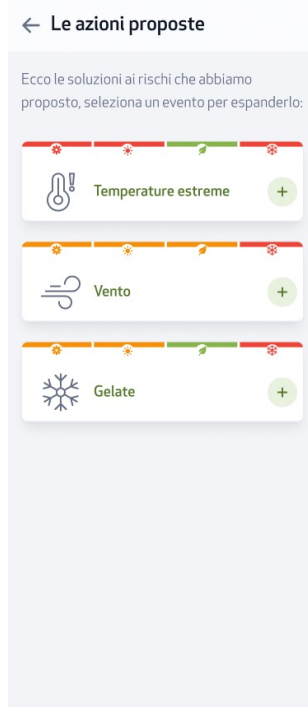 Le azioni proposte
Ecco le soluzioni ai rischi che abbiamo
proposto, seleziona un evento per espanderlo:
Temperature estreme
Vento
Gelate